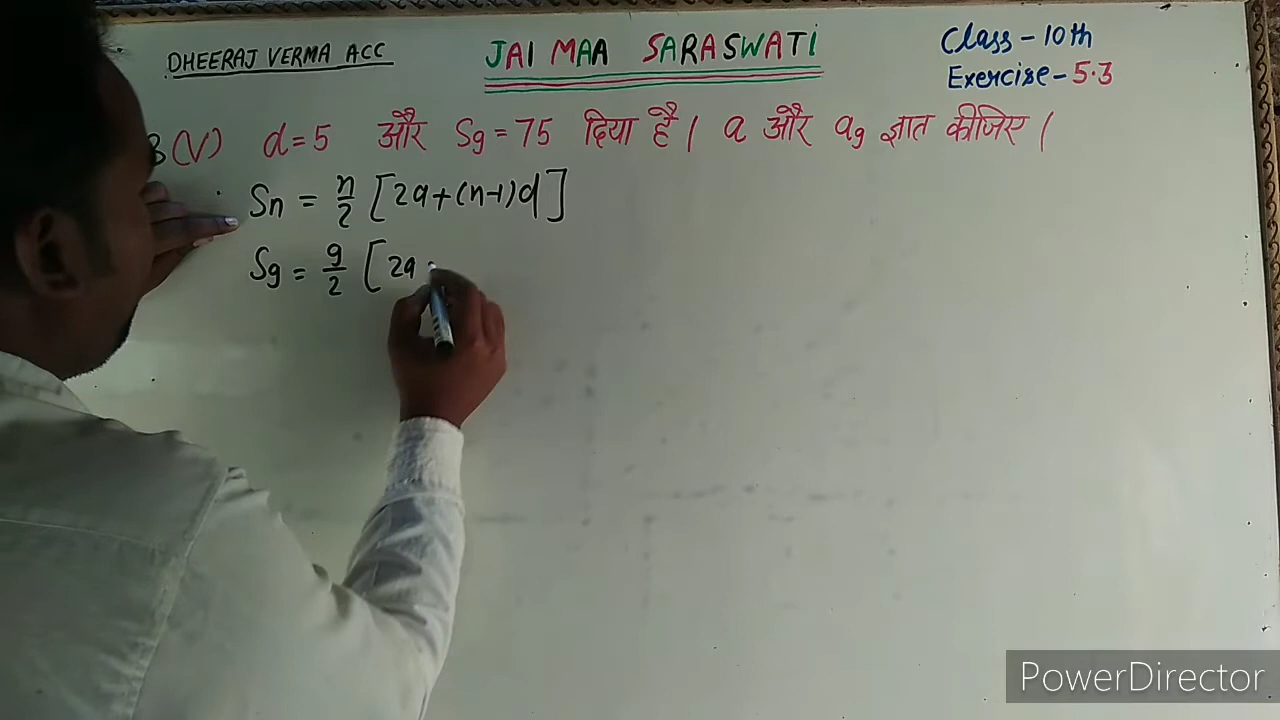 DHEERAJ VERMA ACC
JAI MAA SARASWATI
Class - 10th
Exercise - 5.3
3(V) d=5 और S9=75 दिया है। a और a9 ज्ञात कीजिए।
Sn = n/2 [2a+(n-1)d]
S9 = 9/2 [2a
PowerDirector